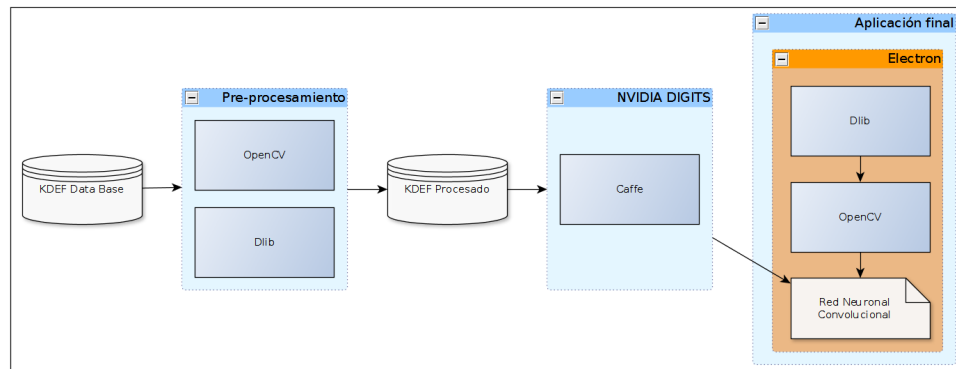 Aplicación final
Electron
Pre-procesamiento
NVIDIA DIGITS
OpenCV
Dlib
KDEF Data Base
KDEF Procesado
Caffe
Dlib
OpenCV
Red Neuronal
Convolucional